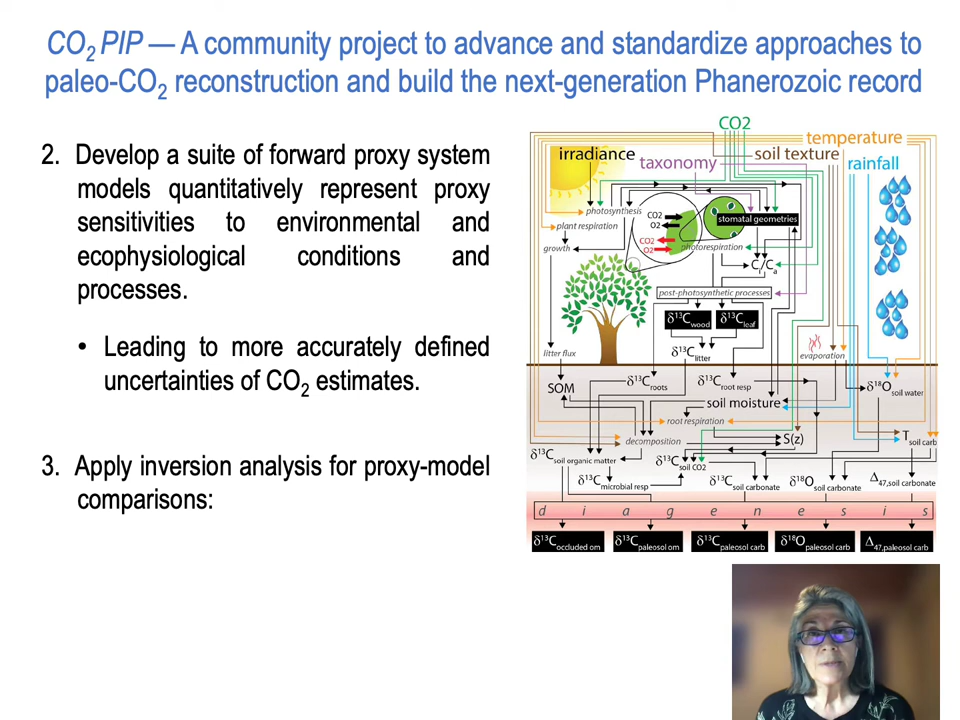 CO2 PIP — A community project to advance and standardize approaches to
paleo-CO2 reconstruction and build the next-generation Phanerozoic record
2. Develop a suite of forward proxy system
models quantitatively represent proxy
sensitivities to environmental and
ecophysiological conditions and
processes.
• Leading to more accurately defined
uncertainties of CO2 estimates.
3. Apply inversion analysis for proxy-model
comparisons:
CO2
temperature
irradiance
taxonomy
soil texture
rainfall
photosynthesis
CO2
O2
stomatal geometries
plant respiration
CO2
O2
photorespiration
growth
Ci/Ca
post-photosynthetic processes
δ13Cwood
δ13Cleaf
litter flux
δ13Clitter
evaporation
SOM
δ13Croots
δ13Croot resp
δ18Osoil water
soil moisture
root respiration
decomposition
S(z)
Tsoil carb
δ13Csoil organic matter
δ13Csoil CO2
δ13Cmicrobial resp
δ13Csoil carbonate
δ18Osoil carbonate
Δ47,soil carbonate
d i a g e n e s i s
δ13Coccluded om
δ13Cpaleosol om
δ13Cpaleosol carb
δ18Opaleosol carb
Δ47,paleosol carb